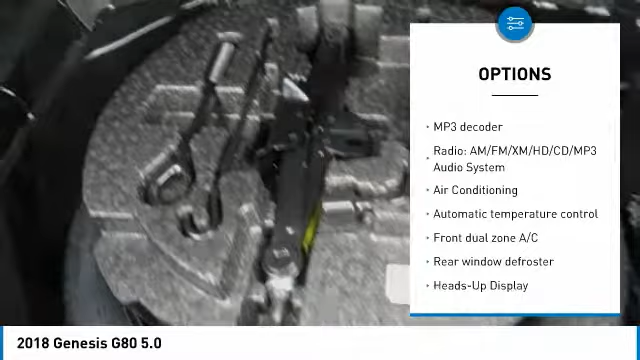 OPTIONS
• MP3 decoder
• Radio: AM/FM/XM/HD/CD/MP3
Audio System
• Air Conditioning
• Automatic temperature control
• Front dual zone A/C
• Rear window defroster
• Heads-Up Display
2018 Genesis G80 5.0